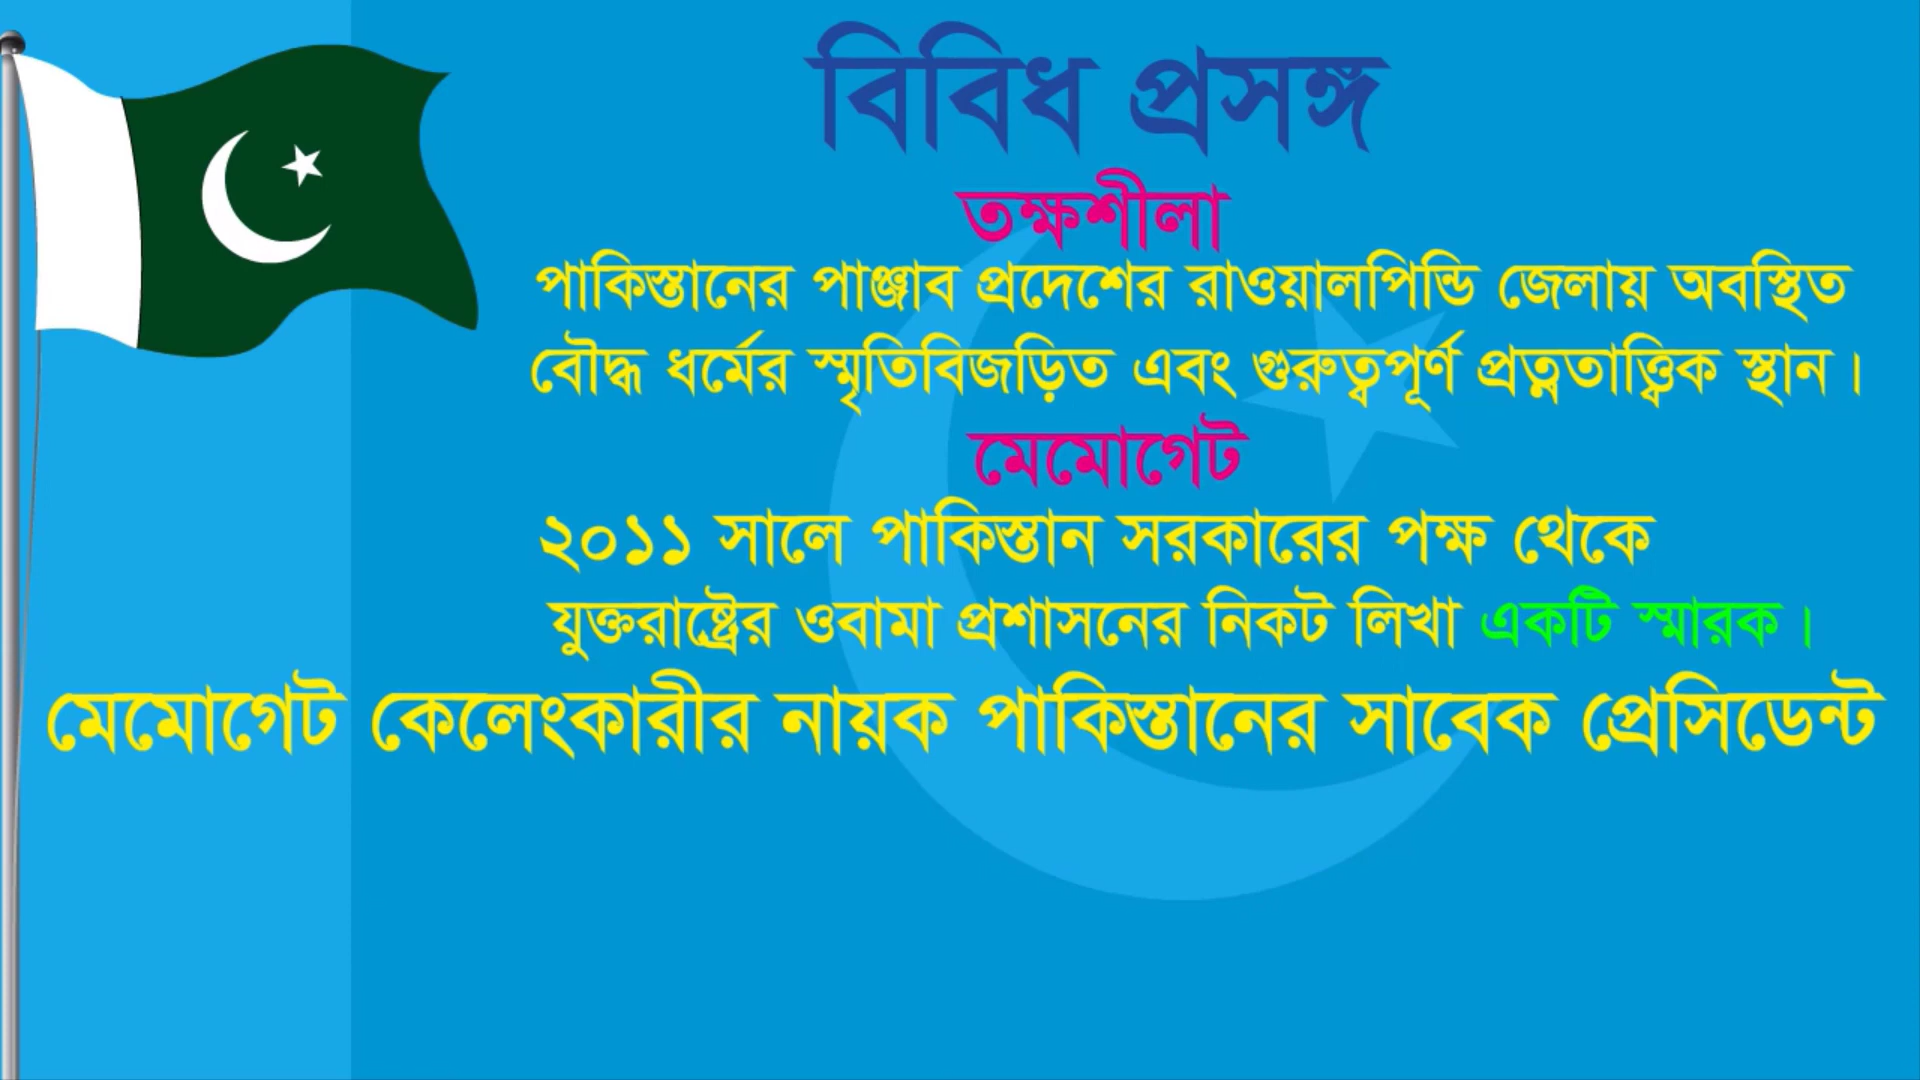 বিবিধ প্রসঙ্গ
তক্ষশীলা
পাকিস্তানের পাঞ্জাব প্রদেশের রাওয়ালপিন্ডি জেলায় অবস্থিত
বৌদ্ধ ধর্মের স্মৃতিবিজড়িত এবং গুরুত্বপূর্ণ প্রত্নতাত্ত্বিক স্থান।
মেমোগেট
২০১১ সালে পাকিস্তান সরকারের পক্ষ থেকে
যুক্তরাষ্ট্রের ওবামা প্রশাসনের নিকট লিখা একটি স্মারক।
মেমোগেট কেলেংকারীর নায়ক পাকিস্তানের সাবেক প্রেসিডেন্ট